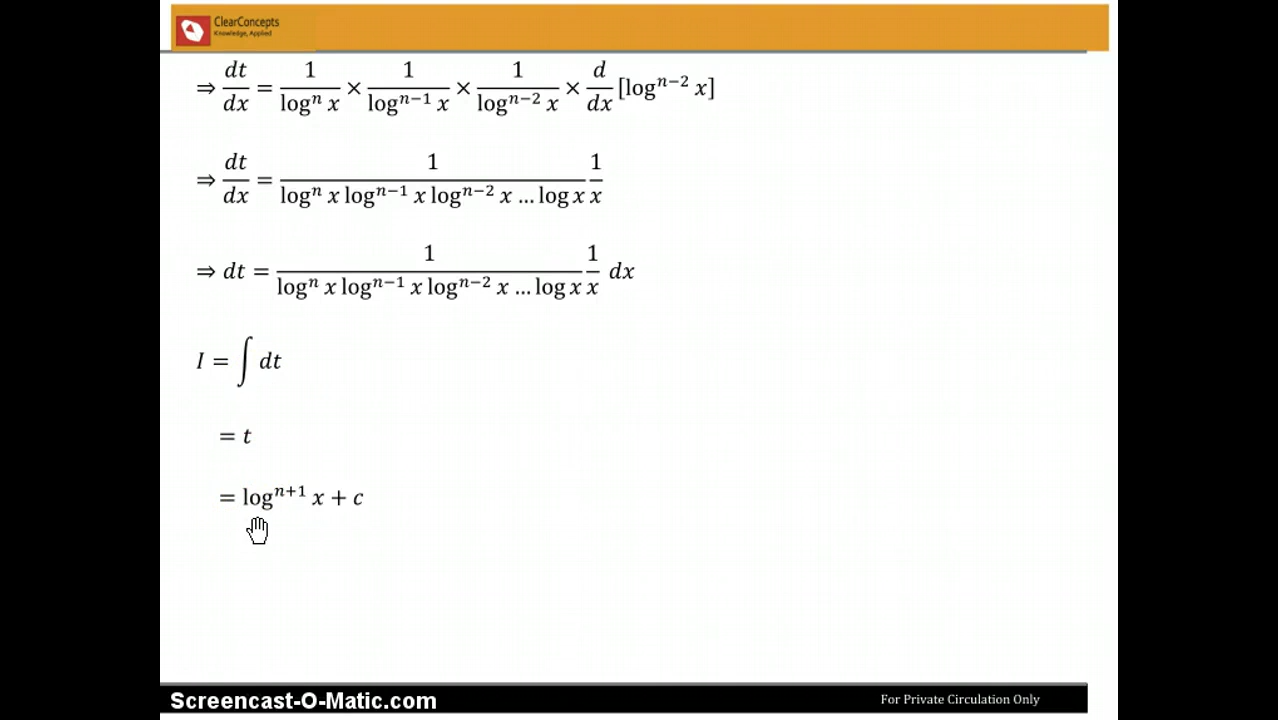 ClearConcepts
Knowledge, Applied
⇒ dt/dx = 1/(logⁿ x) × 1/(logⁿ⁻¹ x) × 1/(logⁿ⁻² x) × d/dx [logⁿ⁻² x]
⇒ dt/dx = 1/(logⁿ x logⁿ⁻¹ x logⁿ⁻² x … log x) 1/x
⇒ dt = 1/(logⁿ x logⁿ⁻¹ x logⁿ⁻² x … log x) 1/x dx
I = ∫ dt
= t
= logⁿ⁺¹ x + c
Screencast-O-Matic.com
For Private Circulation Only